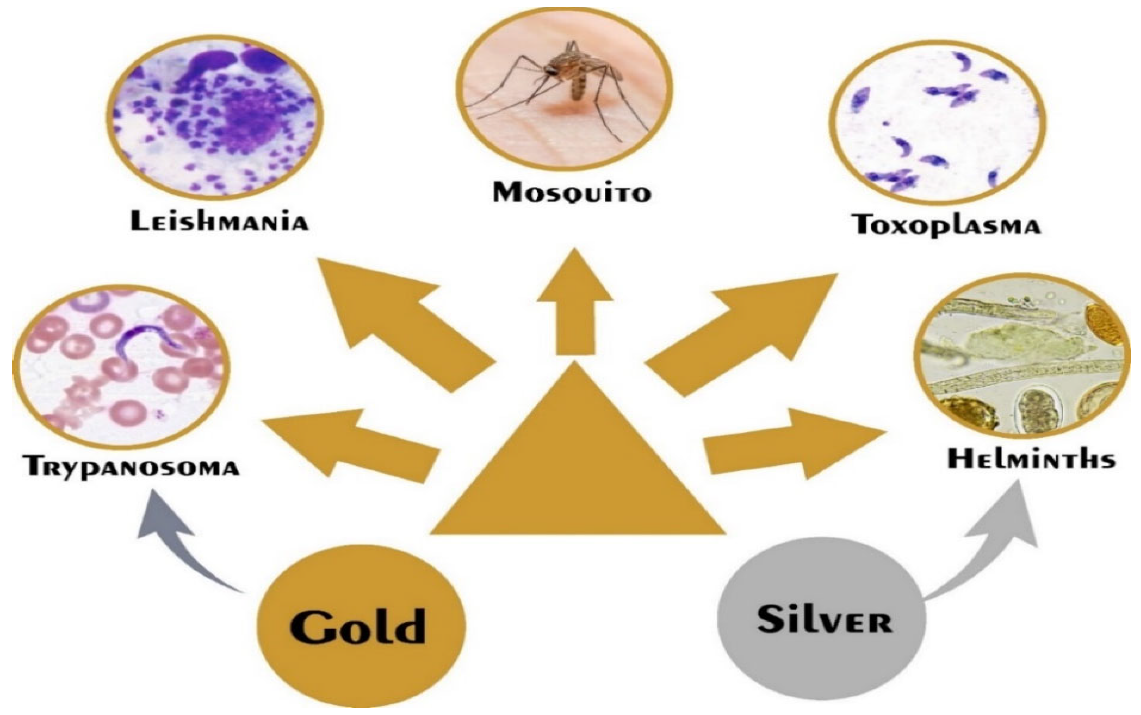 Mosquito
Leishmania
Toxoplasma
Trypanosoma
Helminths
Gold
Silver